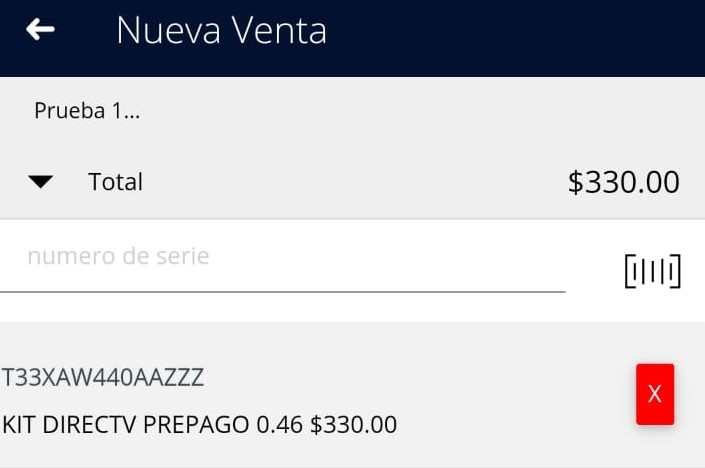 Nueva Venta
Prueba 1...
Total $330.00
numero de serie
T33XAW440AAZZZ
X
KIT DIRECTV PREPAGO 0.46 $330.00